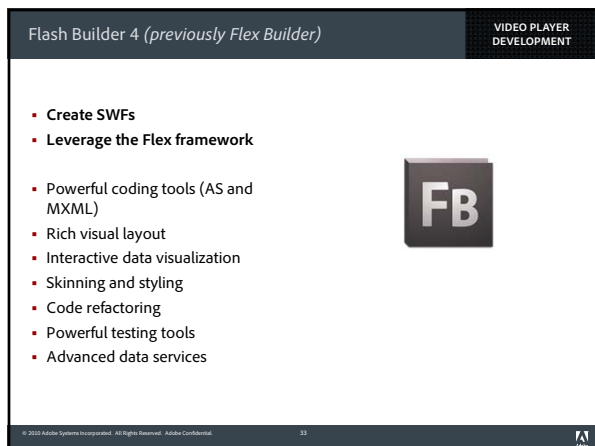 Flash Builder 4 (previously Flex Builder)
VIDEO PLAYER
DEVELOPMENT
▪ Create SWFs
▪ Leverage the Flex framework
▪ Powerful coding tools (AS and
MXML)
▪ Rich visual layout
▪ Interactive data visualization
▪ Skinning and styling
▪ Code refactoring
▪ Powerful testing tools
▪ Advanced data services
FB
© 2010 Adobe Systems Incorporated. All Rights Reserved. Adobe Confidential.
33